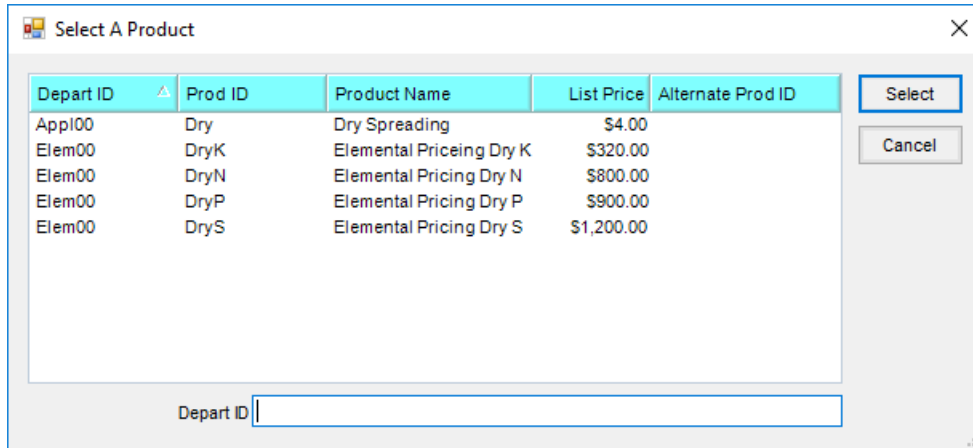 Select A Product
Depart ID Prod ID Product Name List Price Alternate Prod ID
Appl00 Dry Dry Spreading $4.00
Elem00 DryK Elemental Priceing Dry K $320.00
Elem00 DryN Elemental Pricing Dry N $800.00
Elem00 DryP Elemental Pricing Dry P $900.00
Elem00 DryS Elemental Pricing Dry S $1,200.00
Select
Cancel
Depart ID